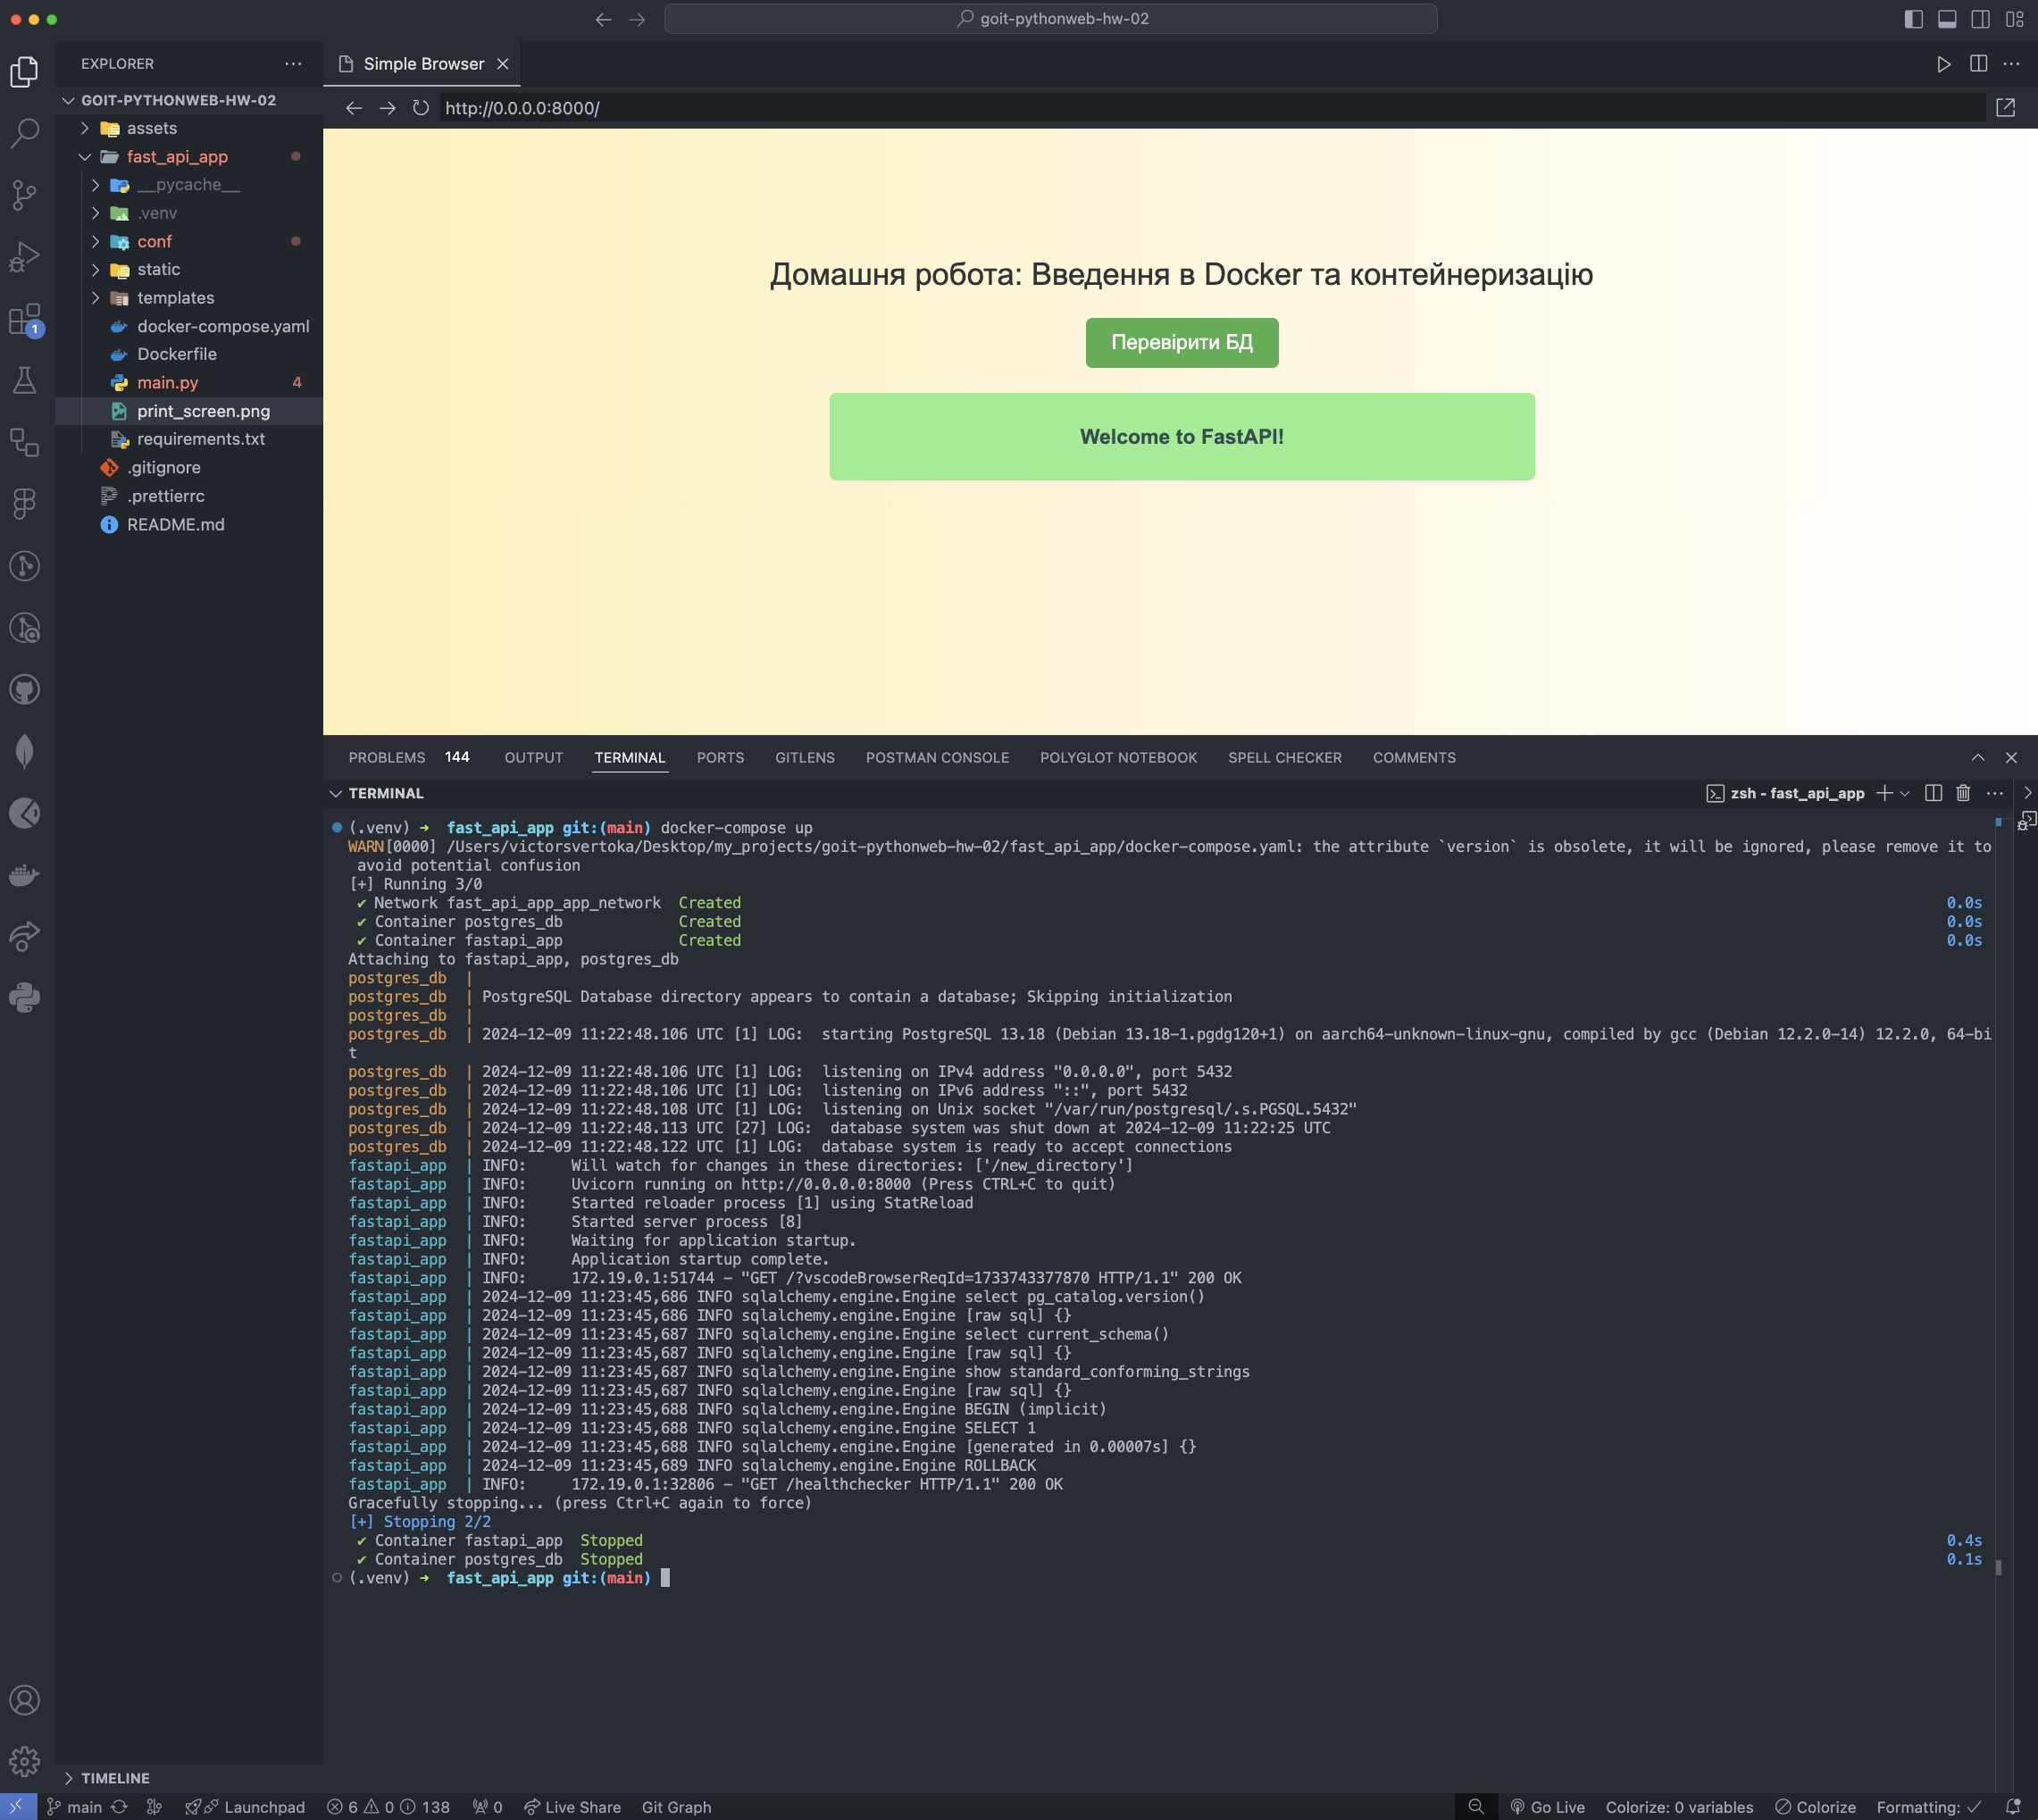 goit-pythonweb-hw-02
EXPLORER
Simple Browser
GOIT-PYTHONWEB-HW-02
http://0.0.0.0:8000/
assets
fast_api_app
__pycache__
.venv
conf
static
templates
docker-compose.yaml
Dockerfile
main.py 4
print_screen.png
requirements.txt
.gitignore
.prettierrc
README.md
1
Домашня робота: Введення в Docker та контейнеризацію
Перевірити БД
Welcome to FastAPI!
PROBLEMS 144 OUTPUT TERMINAL PORTS GITLENS POSTMAN CONSOLE POLYGLOT NOTEBOOK SPELL CHECKER COMMENTS
TERMINAL
zsh - fast_api_app
(.venv) ➜ fast_api_app git:(main) docker-compose up
WARN[0000] /Users/victorsvertoka/Desktop/my_projects/goit-pythonweb-hw-02/fast_api_app/docker-compose.yaml: the attribute `version` is obsolete, it will be ignored, please remove it to
avoid potential confusion
[+] Running 3/0
✔ Network fast_api_app_app_network Created 0.0s
✔ Container postgres_db Created 0.0s
✔ Container fastapi_app Created 0.0s
Attaching to fastapi_app, postgres_db
postgres_db |
postgres_db | PostgreSQL Database directory appears to contain a database; Skipping initialization
postgres_db |
postgres_db | 2024-12-09 11:22:48.106 UTC [1] LOG: starting PostgreSQL 13.18 (Debian 13.18-1.pgdg120+1) on aarch64-unknown-linux-gnu, compiled by gcc (Debian 12.2.0-14) 12.2.0, 64-bi
t
postgres_db | 2024-12-09 11:22:48.106 UTC [1] LOG: listening on IPv4 address "0.0.0.0", port 5432
postgres_db | 2024-12-09 11:22:48.106 UTC [1] LOG: listening on IPv6 address "::", port 5432
postgres_db | 2024-12-09 11:22:48.108 UTC [1] LOG: listening on Unix socket "/var/run/postgresql/.s.PGSQL.5432"
postgres_db | 2024-12-09 11:22:48.113 UTC [27] LOG: database system was shut down at 2024-12-09 11:22:25 UTC
postgres_db | 2024-12-09 11:22:48.122 UTC [1] LOG: database system is ready to accept connections
fastapi_app | INFO: Will watch for changes in these directories: ['/new_directory']
fastapi_app | INFO: Uvicorn running on http://0.0.0.0:8000 (Press CTRL+C to quit)
fastapi_app | INFO: Started reloader process [1] using StatReload
fastapi_app | INFO: Started server process [8]
fastapi_app | INFO: Waiting for application startup.
fastapi_app | INFO: Application startup complete.
fastapi_app | INFO: 172.19.0.1:51744 - "GET /?vscodeBrowserReqId=1733743377870 HTTP/1.1" 200 OK
fastapi_app | 2024-12-09 11:23:45,686 INFO sqlalchemy.engine.Engine select pg_catalog.version()
fastapi_app | 2024-12-09 11:23:45,686 INFO sqlalchemy.engine.Engine [raw sql] {}
fastapi_app | 2024-12-09 11:23:45,687 INFO sqlalchemy.engine.Engine select current_schema()
fastapi_app | 2024-12-09 11:23:45,687 INFO sqlalchemy.engine.Engine [raw sql] {}
fastapi_app | 2024-12-09 11:23:45,687 INFO sqlalchemy.engine.Engine show standard_conforming_strings
fastapi_app | 2024-12-09 11:23:45,687 INFO sqlalchemy.engine.Engine [raw sql] {}
fastapi_app | 2024-12-09 11:23:45,688 INFO sqlalchemy.engine.Engine BEGIN (implicit)
fastapi_app | 2024-12-09 11:23:45,688 INFO sqlalchemy.engine.Engine SELECT 1
fastapi_app | 2024-12-09 11:23:45,688 INFO sqlalchemy.engine.Engine [generated in 0.00007s] {}
fastapi_app | 2024-12-09 11:23:45,689 INFO sqlalchemy.engine.Engine ROLLBACK
fastapi_app | INFO: 172.19.0.1:32806 - "GET /healthchecker HTTP/1.1" 200 OK
Gracefully stopping... (press Ctrl+C again to force)
[+] Stopping 2/2
✔ Container fastapi_app Stopped 0.4s
✔ Container postgres_db Stopped 0.1s
(.venv) ➜ fast_api_app git:(main)
TIMELINE
main Launchpad 6 0 138 0 Live Share Git Graph Go Live Colorize: 0 variables Colorize Formatting: ✓